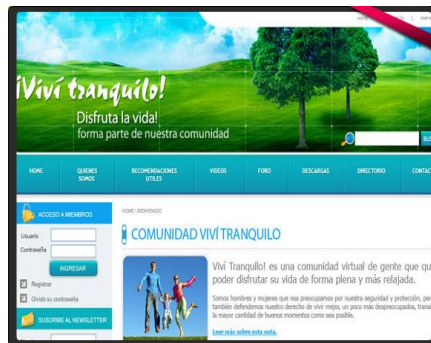 ¡Viví tranquilo!
Disfruta la vida!
forma parte de nuestra comunidad
HOME
QUIENES SOMOS
RECOMENDACIONES UTILES
VIDEOS
FORO
DESCARGAS
DIRECTORIO
CONTAC
ACCESO A MIEMBROS
HOME | BIENVENIDO
COMUNIDAD VIVÍ TRANQUILO
Usuario
Contraseña
INGRESAR
Registrar
Olvidó su contraseña
SUSCRIBE AL NEWSLETTER
Viví Tranquilo! es una comunidad virtual de gente que qu
poder disfrutar su vida de forma plena y más relajada.
Somos hombres y mujeres que nos preocupamos por nuestra seguridad y protección, per
también defendemos nuestro derecho de vivir mejor, un poco más despreocupados, trans
la mayor cantidad de buenos momentos como sea posible.
Leer más sobre esta nota.